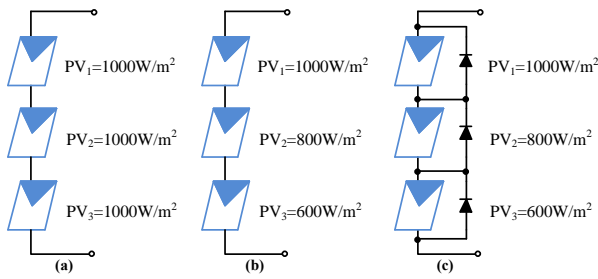 PV₁=1000W/m²
PV₂=1000W/m²
PV₃=1000W/m²
(a)
PV₁=1000W/m²
PV₂=800W/m²
PV₃=600W/m²
(b)
PV₁=1000W/m²
PV₂=800W/m²
PV₃=600W/m²
(c)